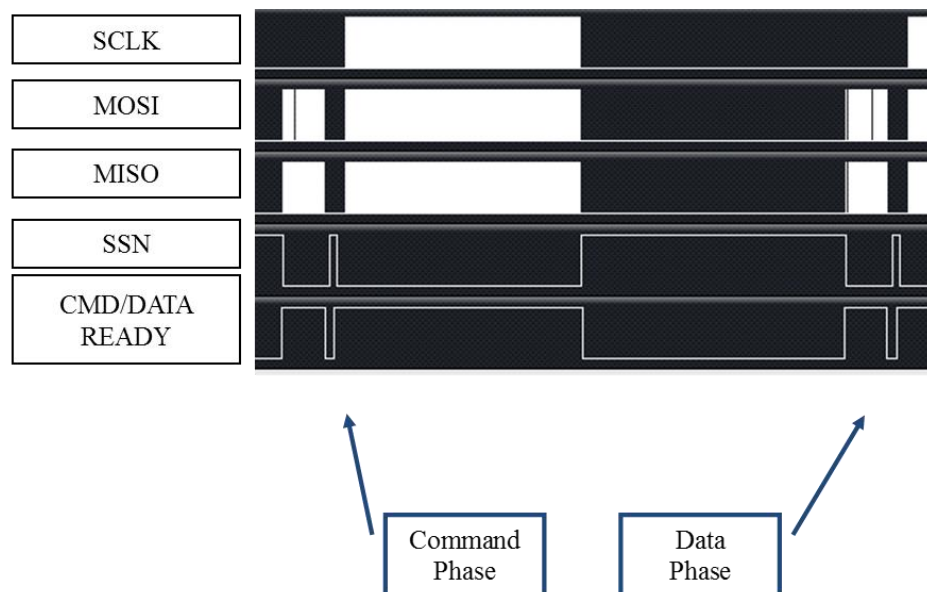 SCLK
MOSI
MISO
SSN
CMD/DATA
READY
Command
Phase
Data
Phase